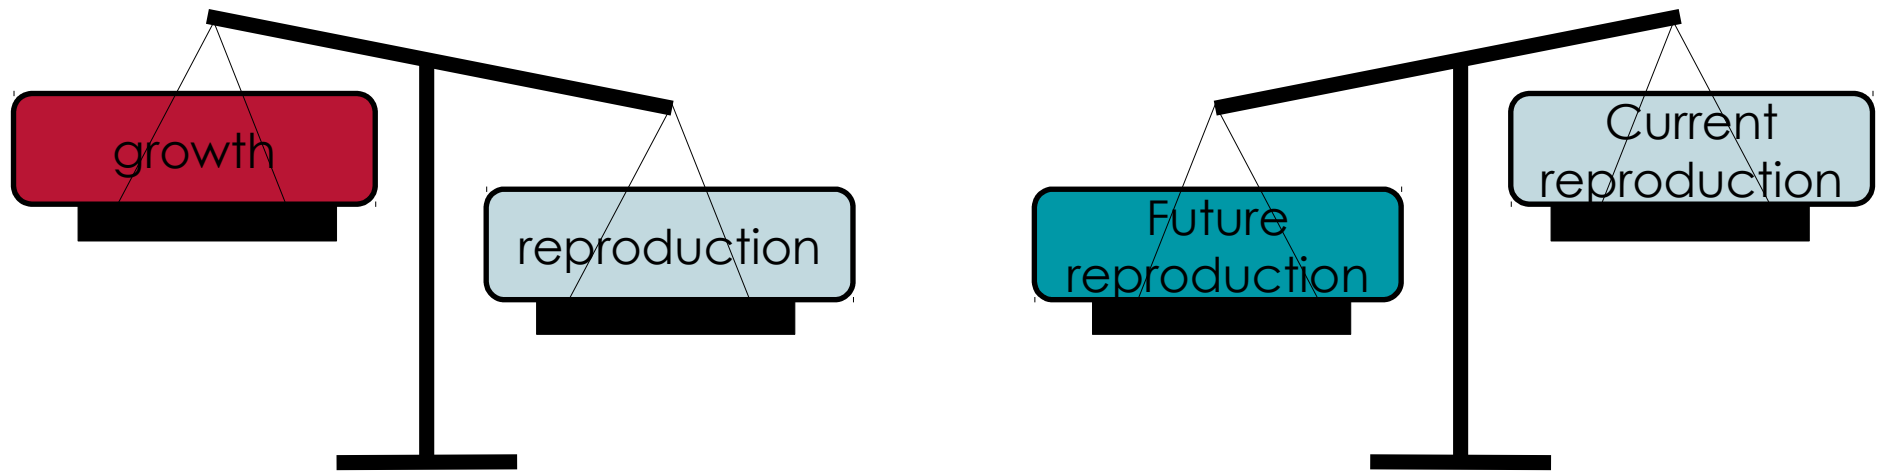 growth
reproduction
Future
reproduction
Current
reproduction